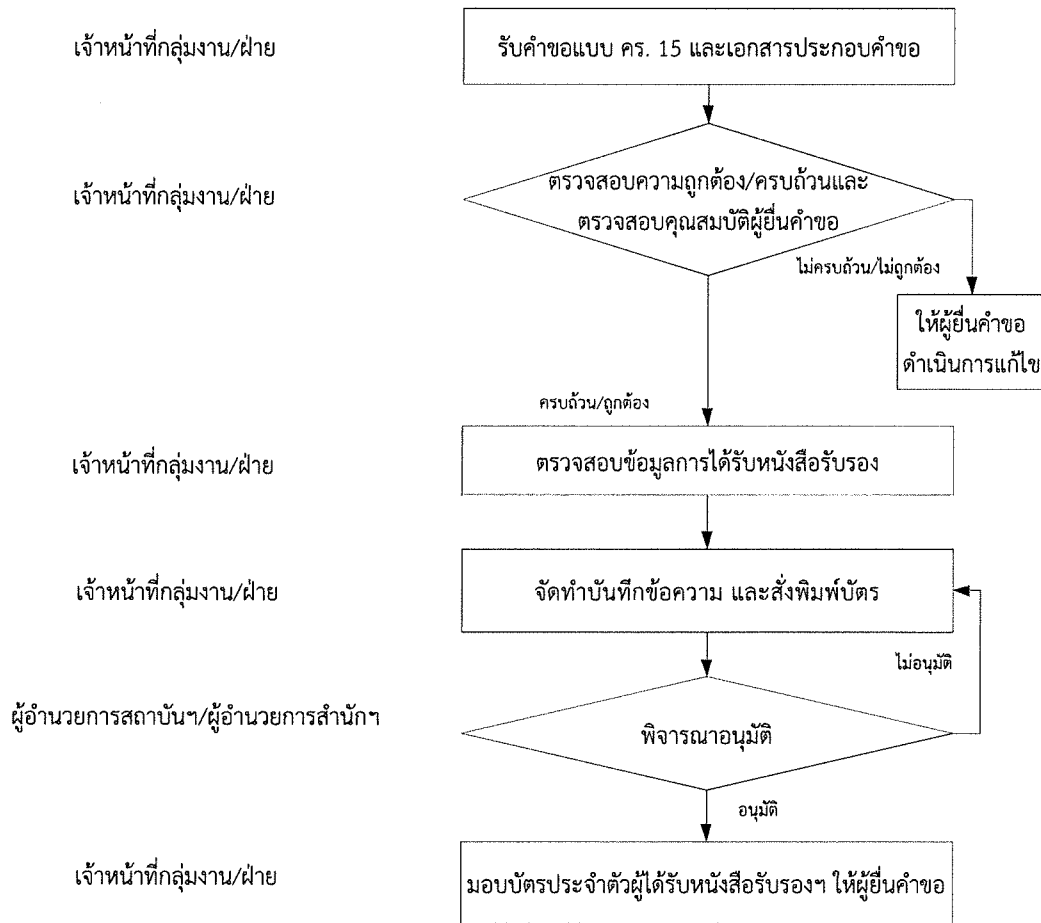 เจ้าหน้าที่กลุ่มงาน/ฝ่าย
รับคำขอแบบ คร. 15 และเอกสารประกอบคำขอ
เจ้าหน้าที่กลุ่มงาน/ฝ่าย
ตรวจสอบความถูกต้อง/ครบถ้วนและ
ตรวจสอบคุณสมบัติผู้ยื่นคำขอ
ไม่ครบถ้วน/ไม่ถูกต้อง
ให้ผู้ยื่นคำขอ
ดำเนินการแก้ไข
ครบถ้วน/ถูกต้อง
เจ้าหน้าที่กลุ่มงาน/ฝ่าย
ตรวจสอบข้อมูลการได้รับหนังสือรับรอง
เจ้าหน้าที่กลุ่มงาน/ฝ่าย
จัดทำบันทึกข้อความ และสั่งพิมพ์บัตร
ไม่อนุมัติ
ผู้อำนวยการสถาบันฯ/ผู้อำนวยการสำนักฯ
พิจารณาอนุมัติ
อนุมัติ
เจ้าหน้าที่กลุ่มงาน/ฝ่าย
มอบบัตรประจำตัวผู้ได้รับหนังสือรับรองฯ ให้ผู้ยื่นคำขอ